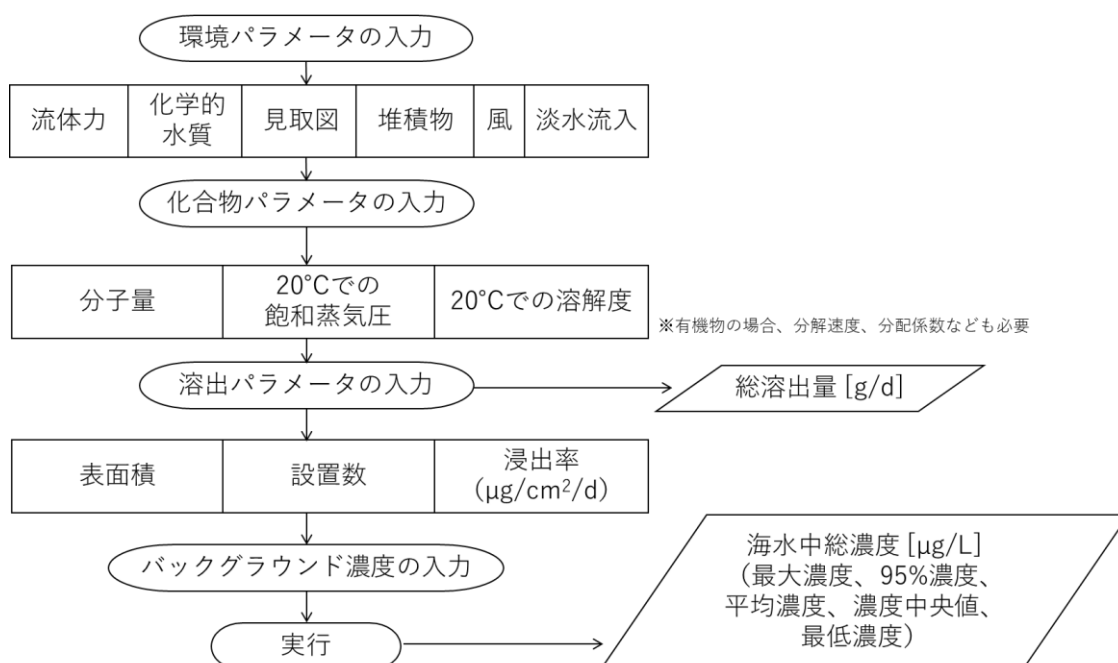 環境パラメータの入力
流体力
化学的
水質
見取図
堆積物
風
淡水流入
化合物パラメータの入力
分子量
20°Cでの
飽和蒸気圧
20°Cでの溶解度
※有機物の場合、分解速度、分配係数なども必要
溶出パラメータの入力
総溶出量 [g/d]
表面積
設置数
浸出率
(μg/cm²/d)
バックグラウンド濃度の入力
海水中総濃度 [μg/L]
（最大濃度、95%濃度、
平均濃度、濃度中央値、
最低濃度）
実行